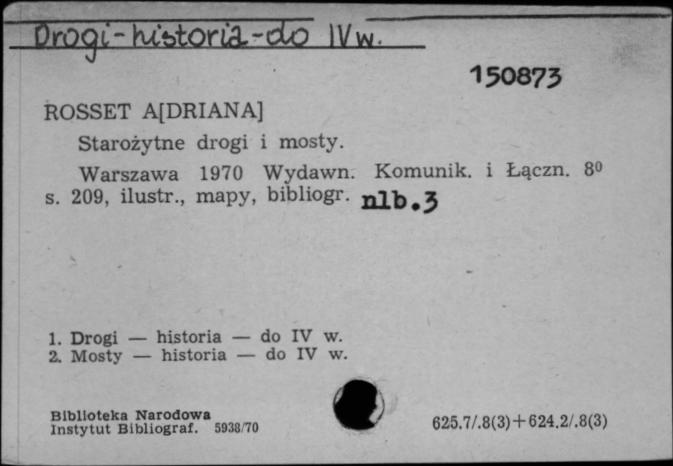 Drogi-historia-do IVw.
150873
ROSSET A[DRIANA]
Starożytne drogi i mosty.
Warszawa 1970 Wydawn. Komunik. i Łączn. 8⁰
s. 209, ilustr., mapy, bibliogr. nlb.3
1. Drogi — historia — do IV w.
2. Mosty — historia — do IV w.
Biblioteka Narodowa
Instytut Bibliograf. 5938/70
625.7/.8(3)+624.2/.8(3)